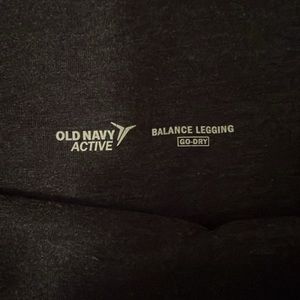 OLD NAVY
ACTIVE
BALANCE LEGGING
GO-DRY